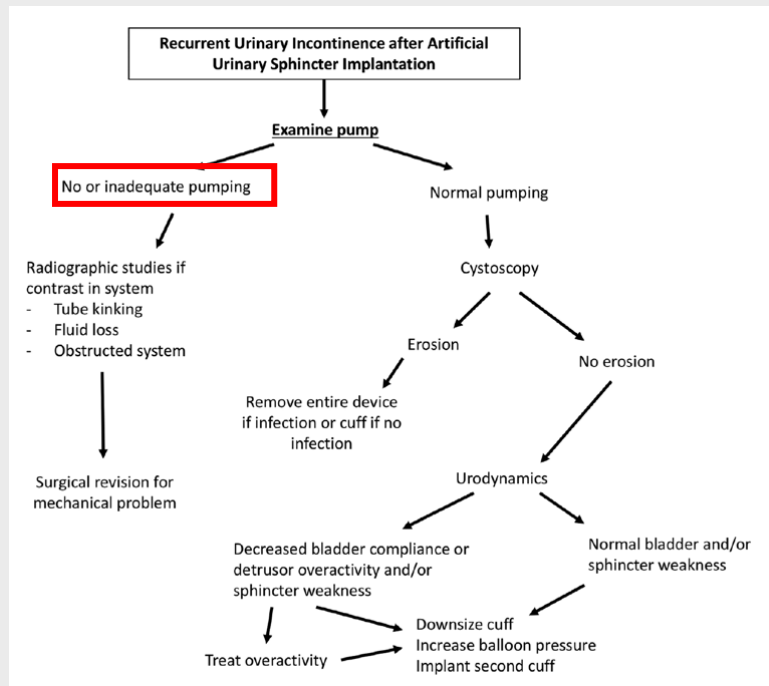 Recurrent Urinary Incontinence after Artificial
Urinary Sphincter Implantation
Examine pump
No or inadequate pumping
Normal pumping
Radiographic studies if
contrast in system
- Tube kinking
- Fluid loss
- Obstructed system
Cystoscopy
Erosion
No erosion
Remove entire device
if infection or cuff if no
infection
Surgical revision for
mechanical problem
Urodynamics
Decreased bladder compliance or
detrusor overactivity and/or
sphincter weakness
Normal bladder and/or
sphincter weakness
Treat overactivity
Downsize cuff
Increase balloon pressure
Implant second cuff